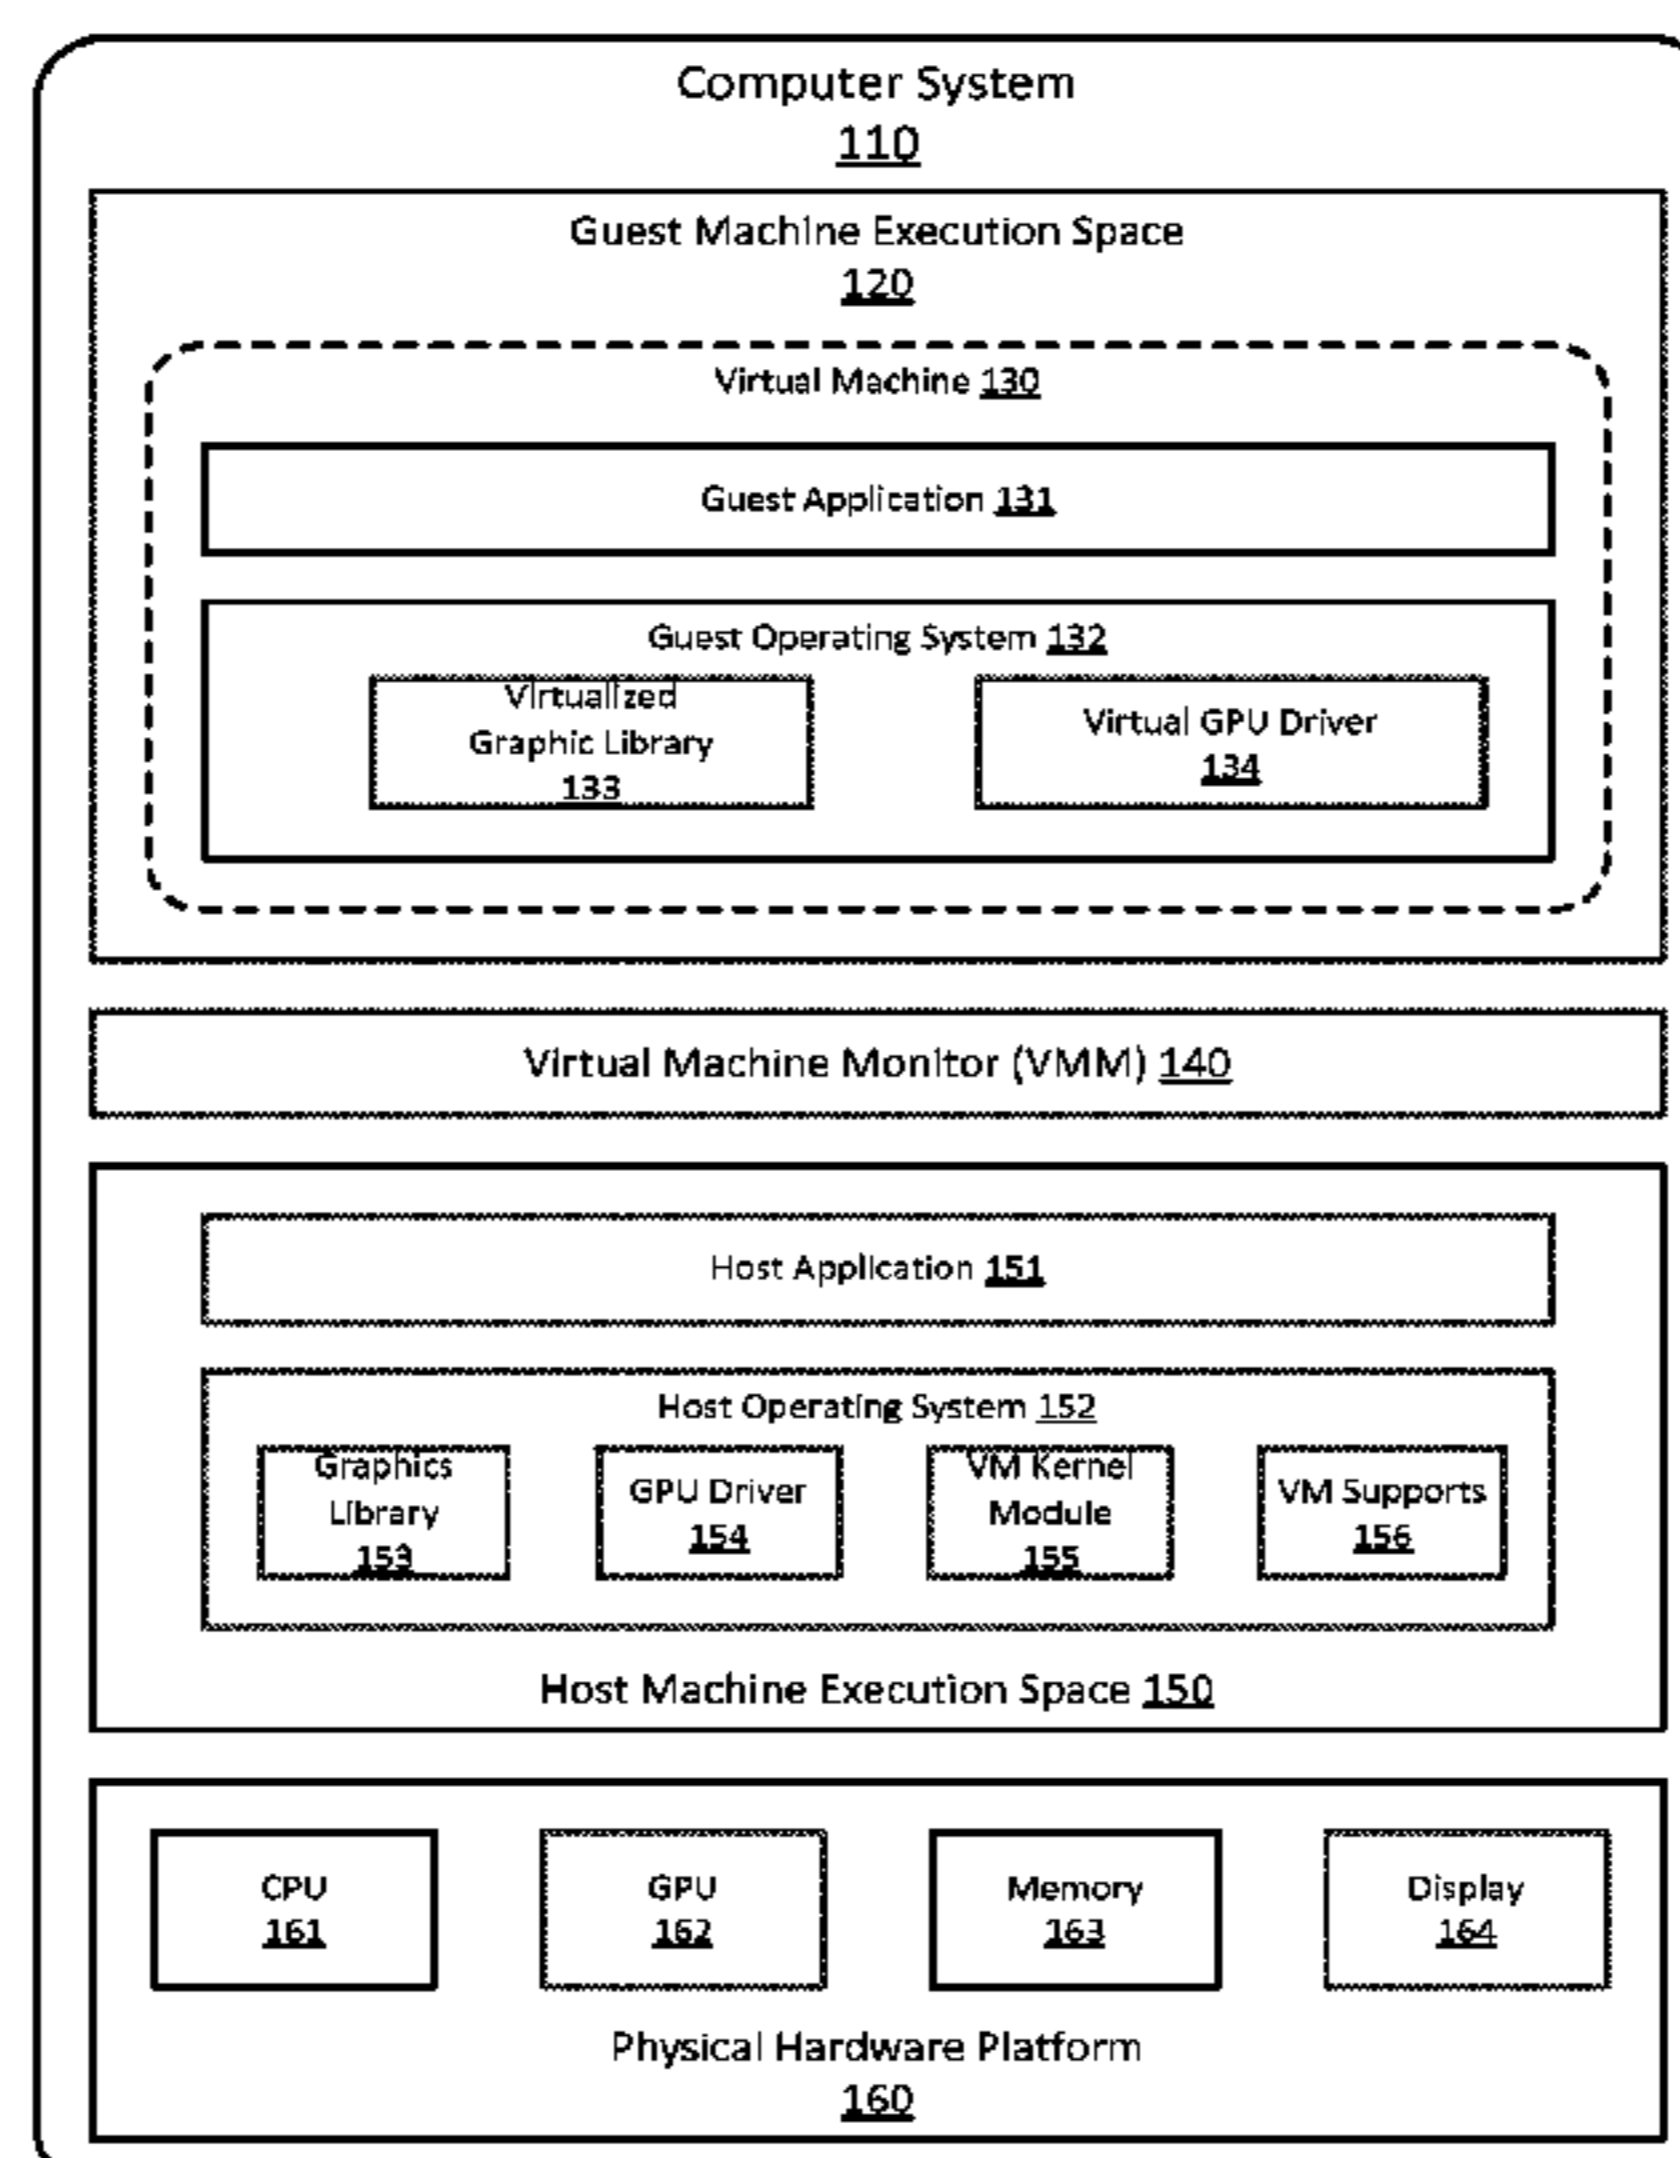 Computer System
110
Guest Machine Execution Space
120
Virtual Machine 130
Guest Application 131
Guest Operating System 132
Virtualized
Graphic Library
133
Virtual GPU Driver
134
Virtual Machine Monitor (VMM) 140
Host Application 151
Host Operating System 152
Graphics
Library
153
GPU Driver
154
VM Kernel
Module
155
VM Supports
156
Host Machine Execution Space 150
CPU
161
GPU
162
Memory
163
Display
164
Physical Hardware Platform
160